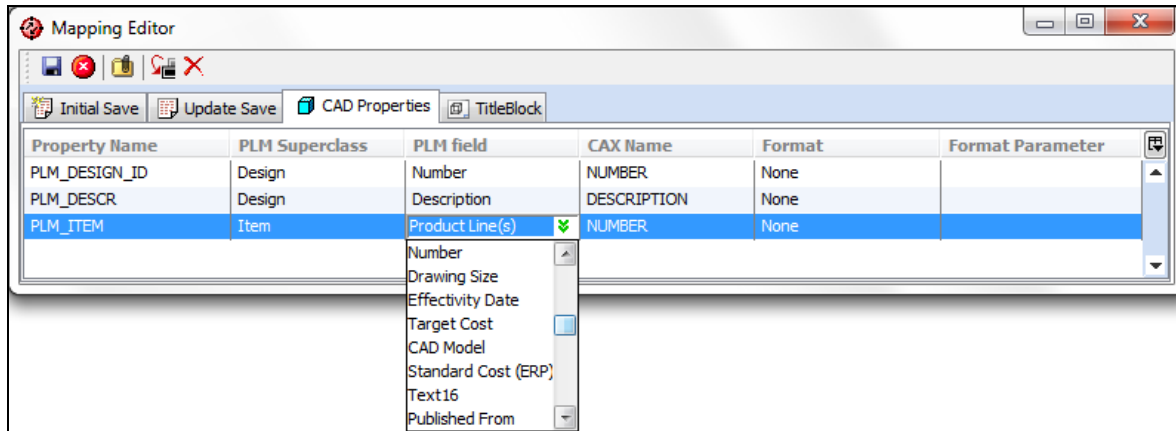 Mapping Editor
Initial Save Update Save CAD Properties TitleBlock
Property Name PLM Superclass PLM field CAX Name Format Format Parameter
PLM_DESIGN_ID Design Number NUMBER None
PLM_DESCR Design Description DESCRIPTION None
PLM_ITEM Item Product Line(s) NUMBER None
Number
Drawing Size
Effectivity Date
Target Cost
CAD Model
Standard Cost (ERP)
Text16
Published From